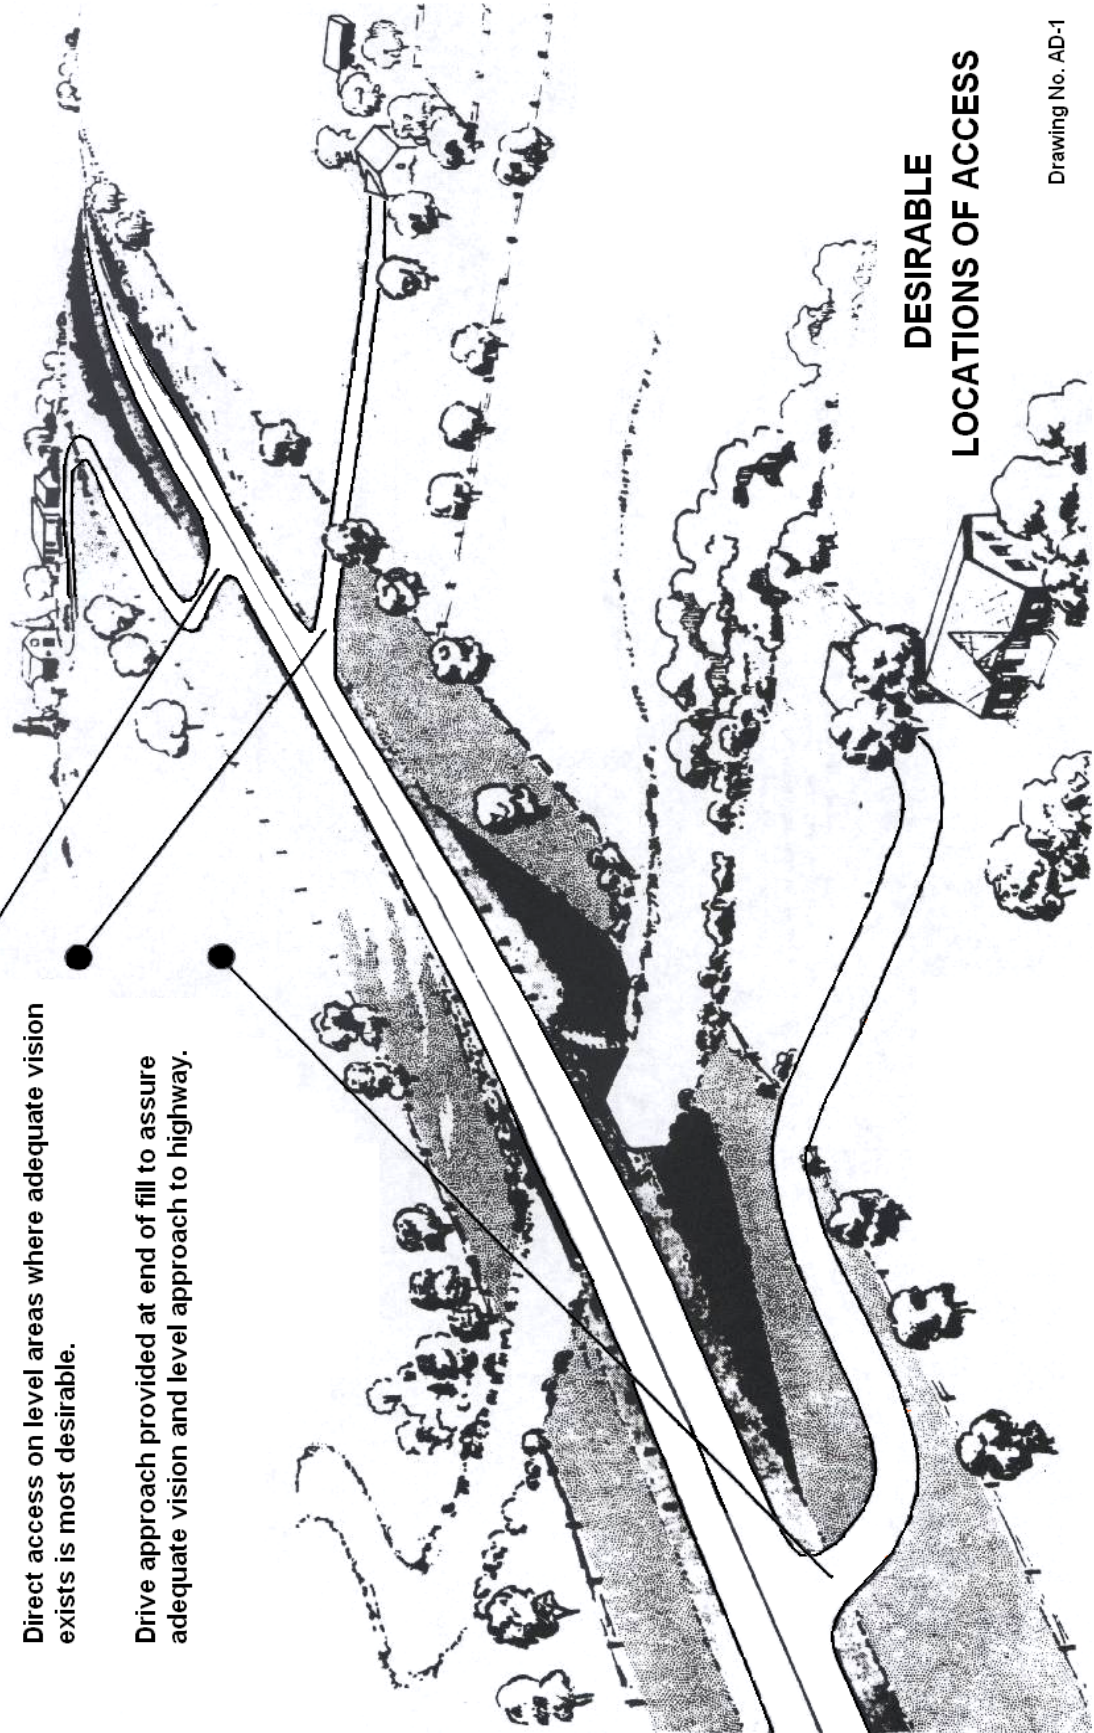 Direct access on level areas where adequate vision
exists is most desirable.
Drive approach provided at end of fill to assure
adequate vision and level approach to highway.
DESIRABLE
LOCATIONS OF ACCESS
Drawing No. AD-1